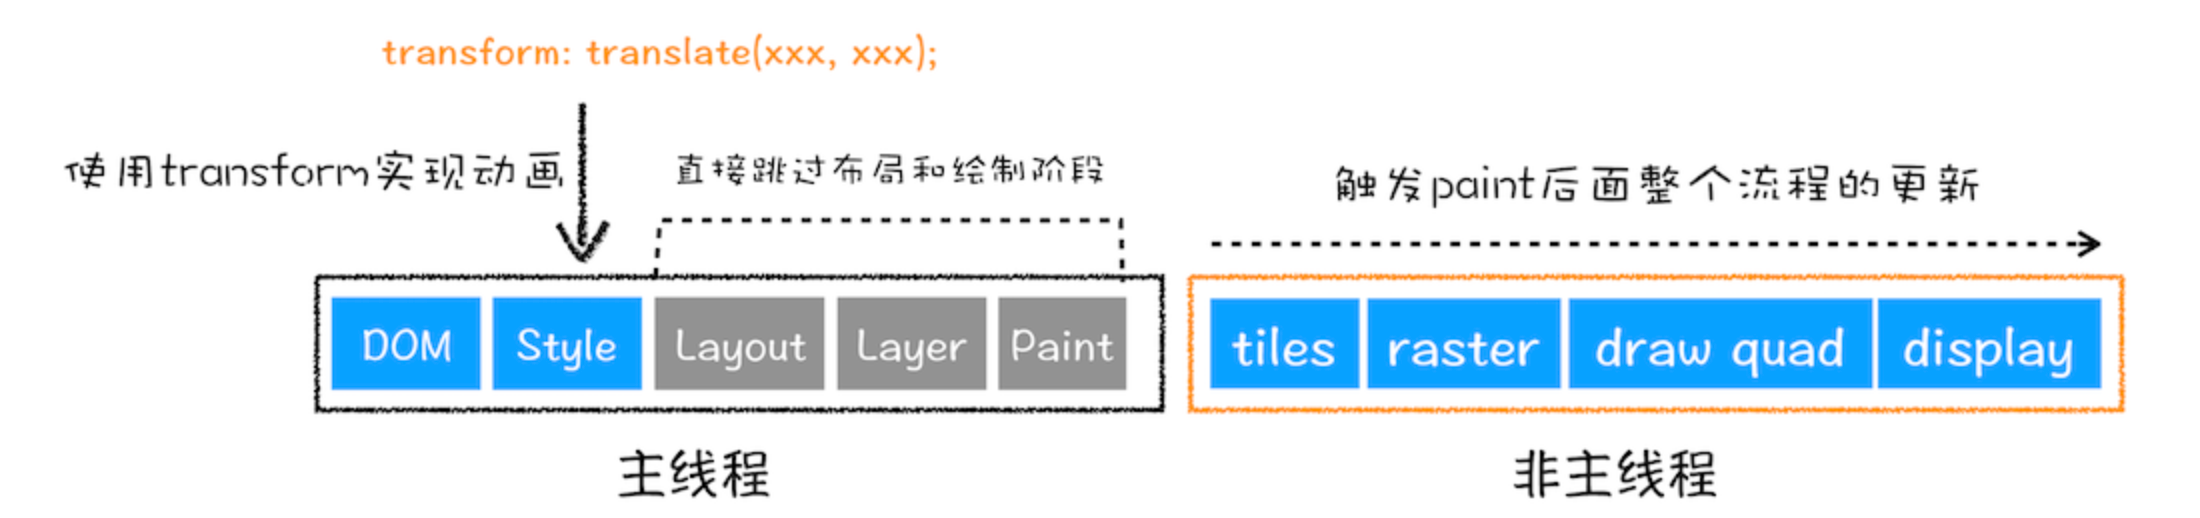 transform: translate(xxx, xxx);
使用transform实现动画
直接跳过布局和绘制阶段
触发paint后面整个流程的更新
DOM Style Layout Layer Paint tiles raster draw quad display
主线程 非主线程